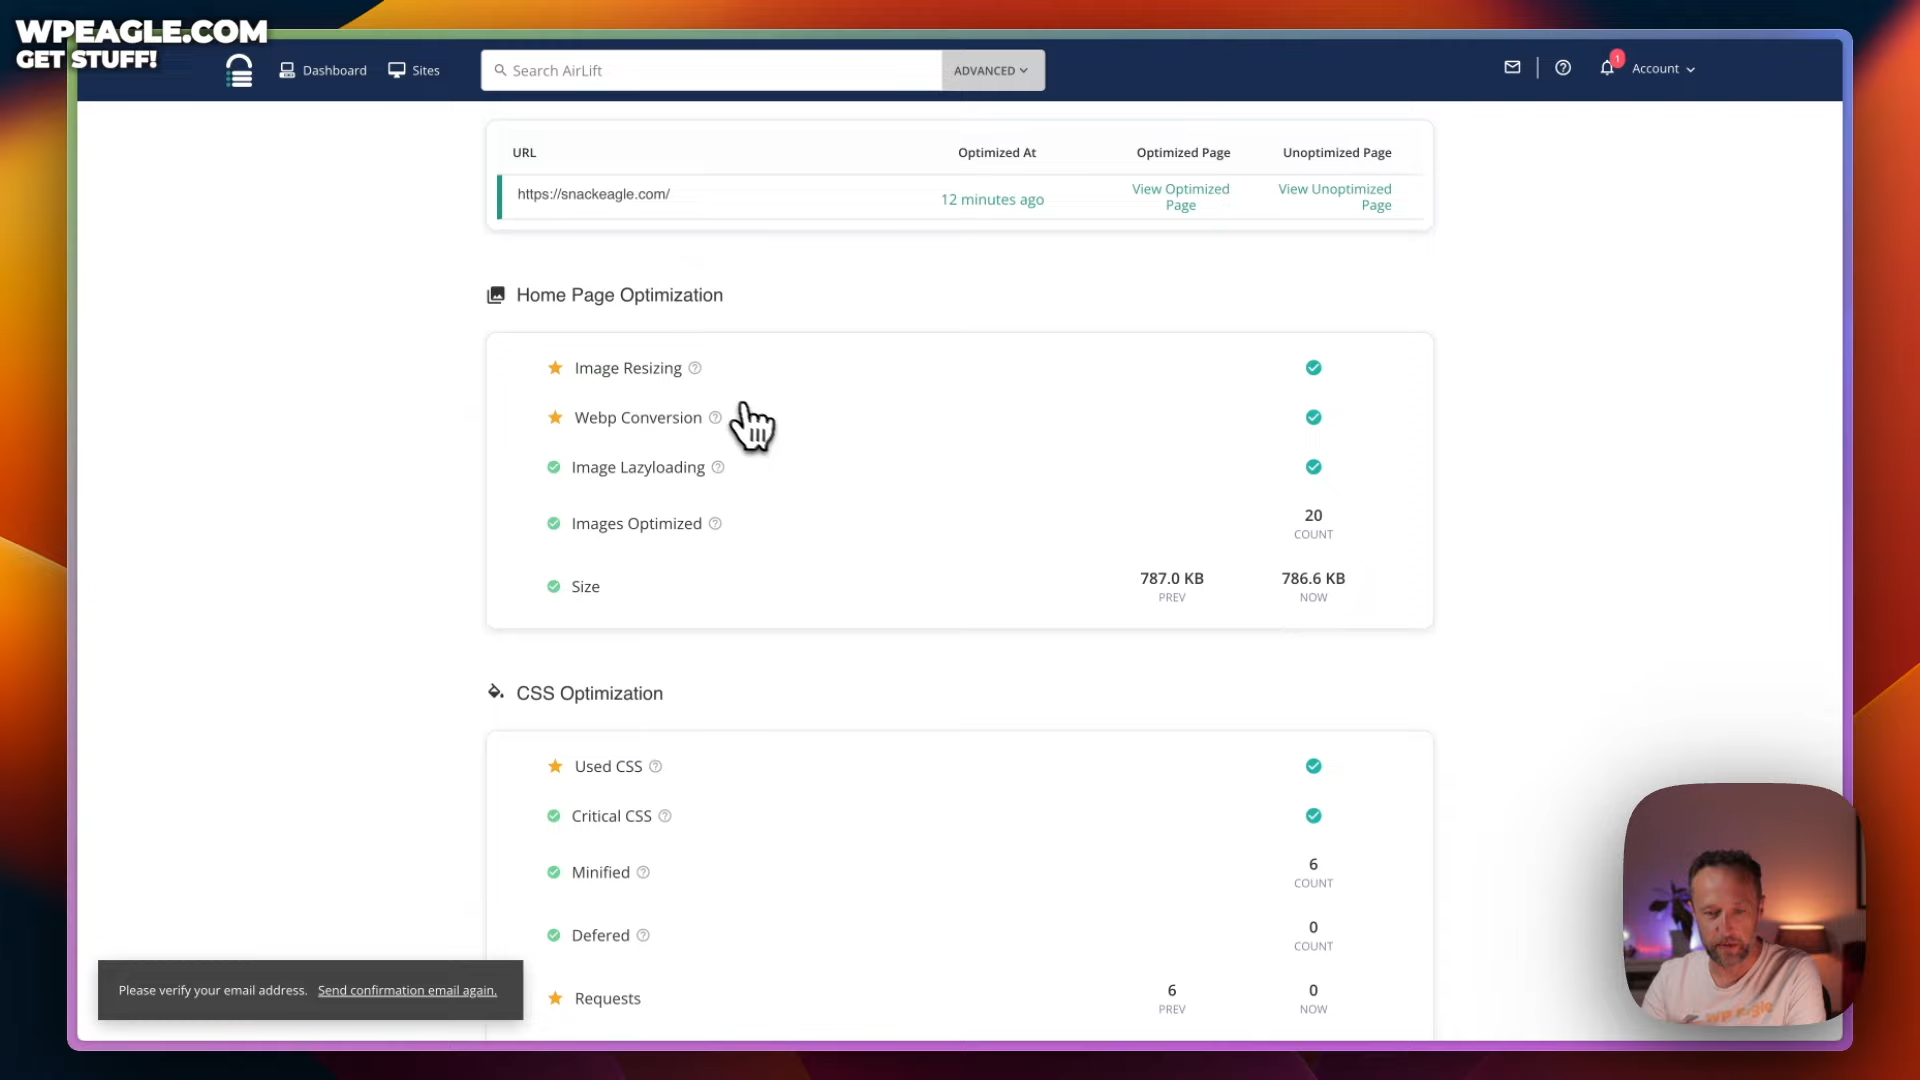 WPEAGLE.COM
GET STUFF!
Dashboard
Sites
Search AirLift
ADVANCED
1
Account
URL
Optimized At
Optimized Page
Unoptimized Page
https://snackeagle.com/
12 minutes ago
View Optimized
Page
View Unoptimized
Page
Home Page Optimization
Image Resizing
Webp Conversion
Image Lazyloading
Images Optimized
20
COUNT
Size
787.0 KB
PREV
786.6 KB
NOW
CSS Optimization
Used CSS
Critical CSS
Minified
6
COUNT
Defered
0
COUNT
Requests
6
PREV
0
NOW
Please verify your email address. Send confirmation email again.